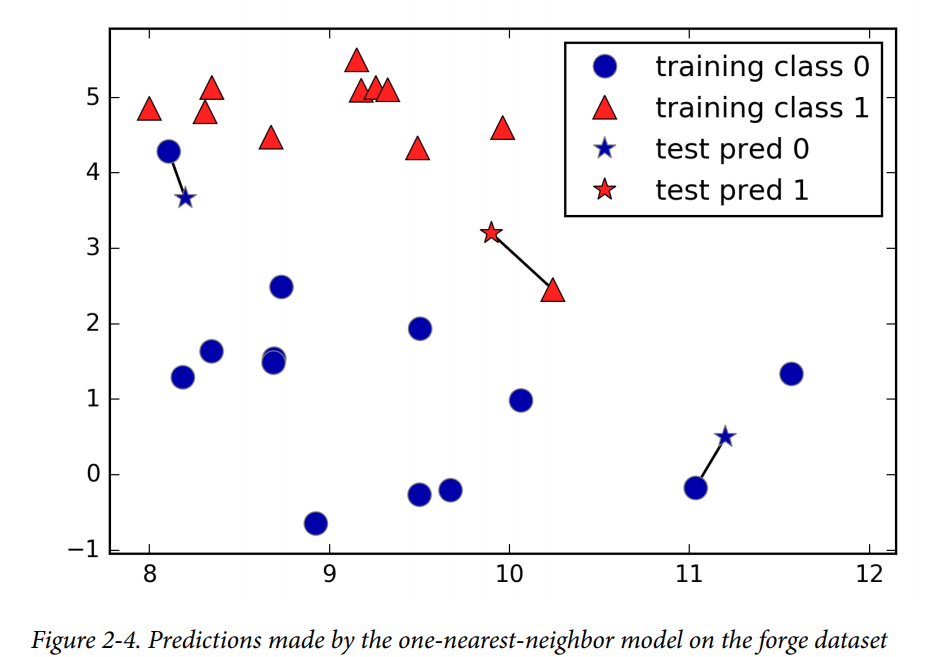 5
4
3
2
1
0
−1
8 9 10 11 12
training class 0
training class 1
test pred 0
test pred 1
Figure 2-4. Predictions made by the one-nearest-neighbor model on the forge dataset